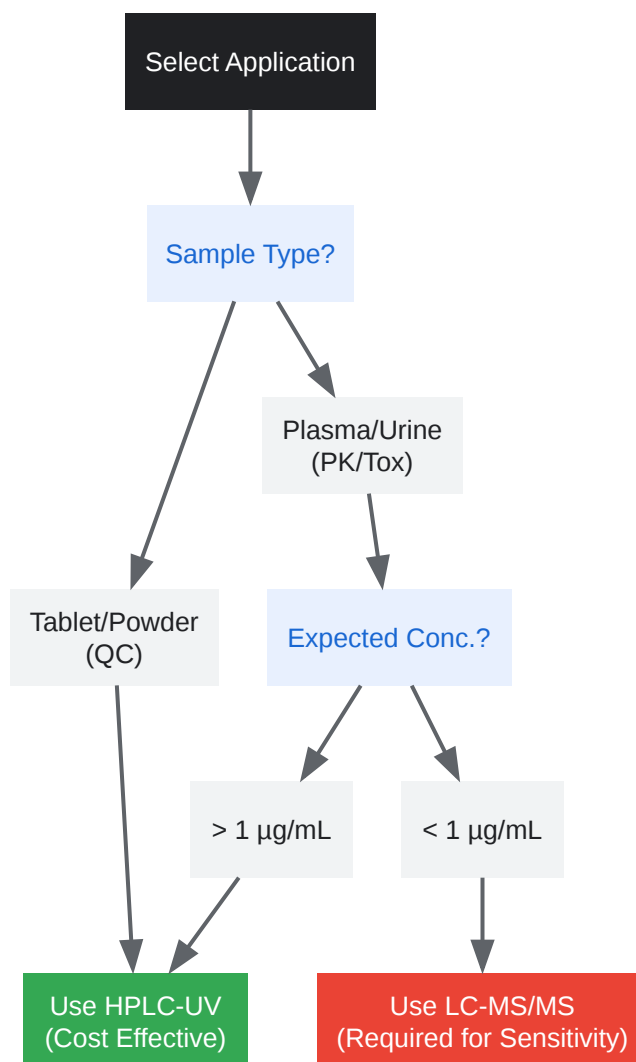 Select Application
Sample Type?
Plasma/Urine
(PK/Tox)
Tablet/Powder
(QC)
Expected Conc.?
> 1 µg/mL
< 1 µg/mL
Use HPLC-UV
(Cost Effective)
Use LC-MS/MS
(Required for Sensitivity)